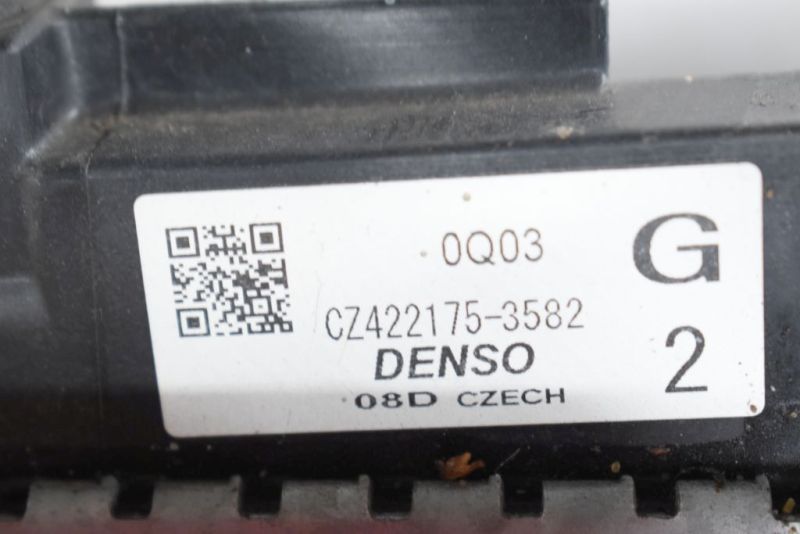 0Q03
G
CZ422175-3582
DENSO
2
08D CZECH